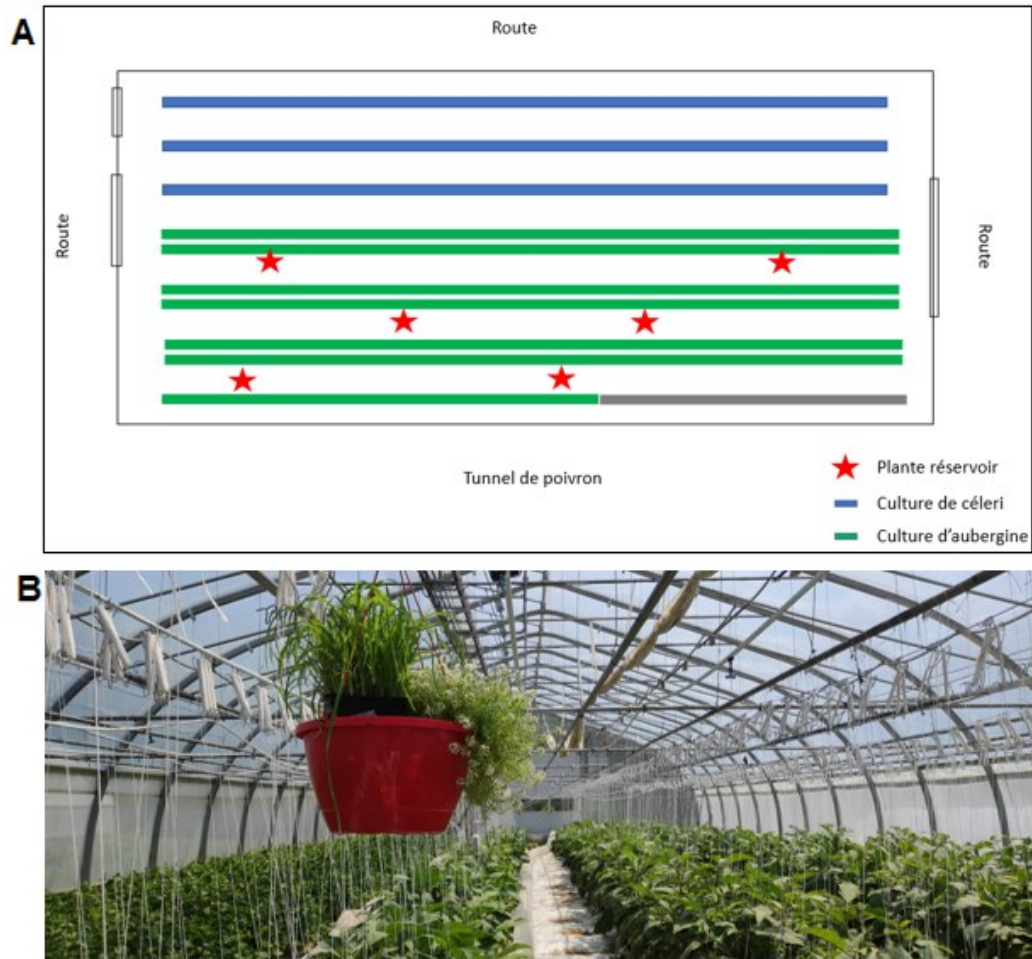 A
Route
Route
Route
Tunnel de poivron
Plante réservoir
Culture de céleri
Culture d'aubergine
B